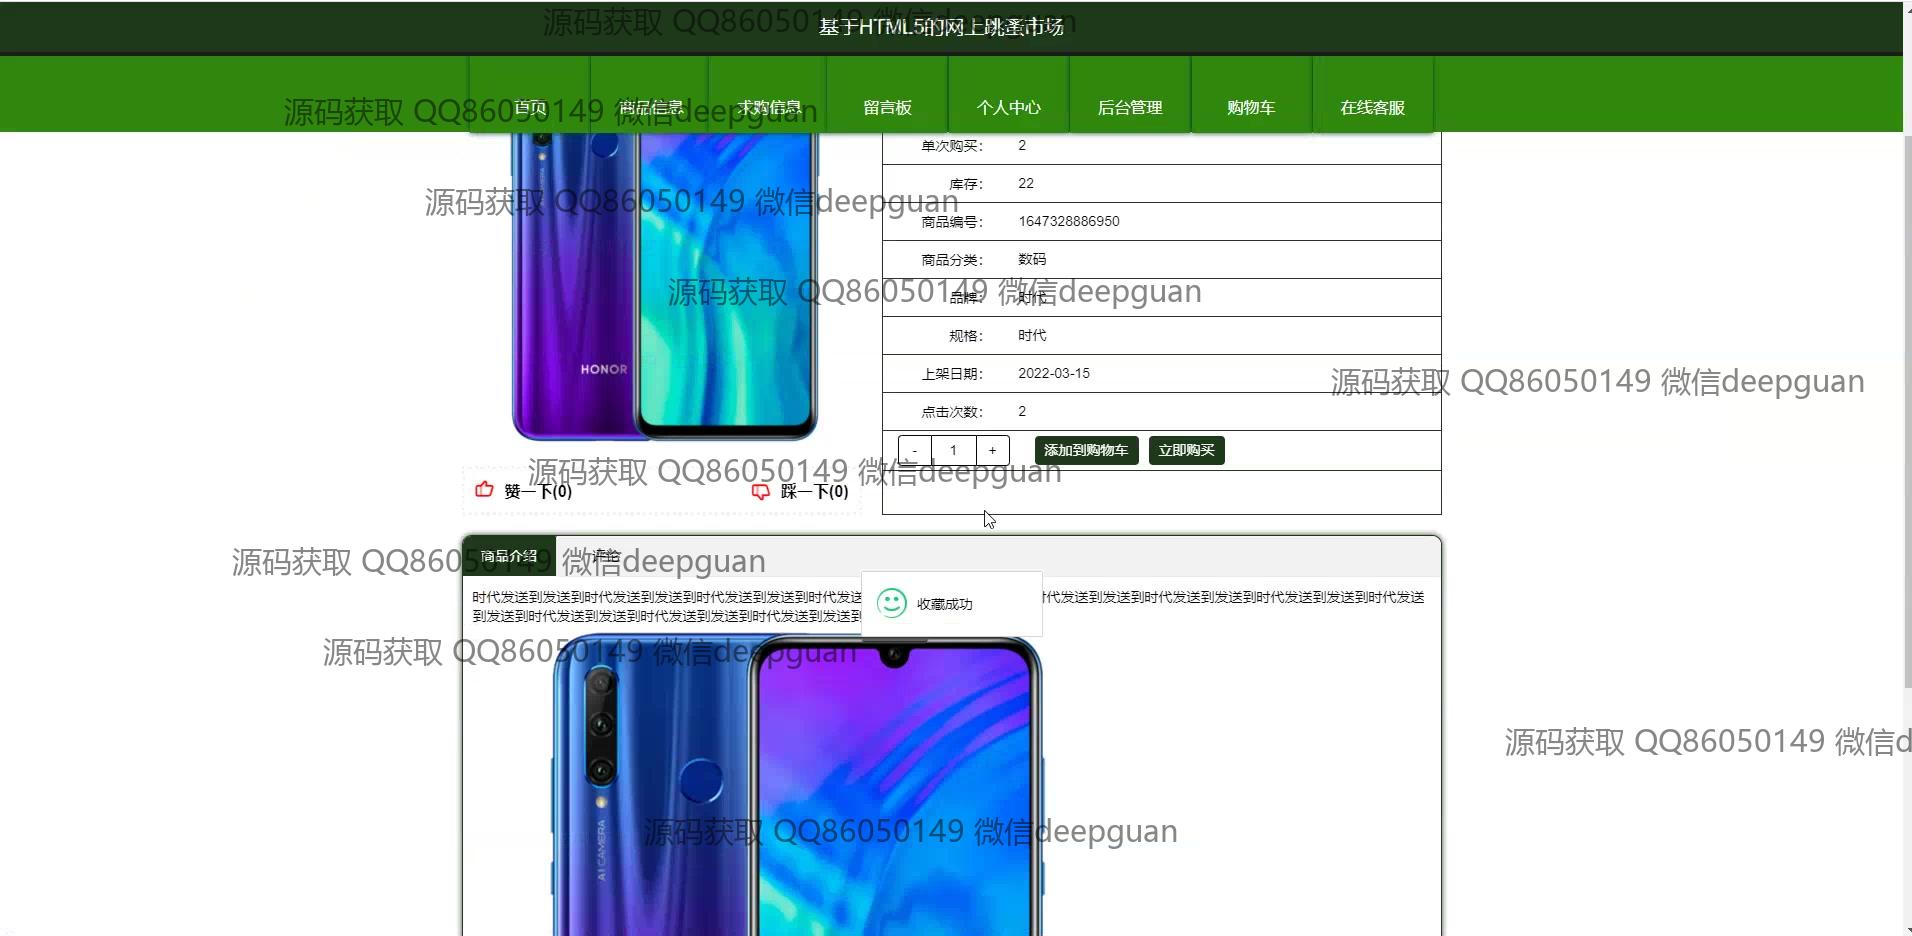 源码获取 QQ86050149 微信deepguan
基于HTML5的网上跳蚤市场
首页 商品信息 求购信息 留言板 个人中心 后台管理 购物车 在线客服
源码获取 QQ86050149 微信deepguan
单次购买： 2
库存： 22
源码获取 QQ86050149 微信deepguan
商品编号： 1647328886950
商品分类： 数码
源码获取 QQ86050149 微信deepguan
品牌： 时代
规格： 时代
HONOR
上架日期： 2022-03-15
源码获取 QQ86050149 微信deepguan
点击次数： 2
- 1 + 添加到购物车 立即购买
源码获取 QQ86050149 微信deepguan
赞一下(0) 踩一下(0)
商品介绍 评论
源码获取 QQ86050149 微信deepguan
时代发送到发送到时代发送到发送到时代发送到发送到时代发送 时代发送到发送到时代发送到发送到时代发送到发送到时代发送
到发送到时代发送到发送到时代发送到发送到时代发送到发送到
收藏成功
源码获取 QQ86050149 微信deepguan
源码获取 QQ86050149 微信d
源码获取 QQ86050149 微信deepguan
AI CAMERA